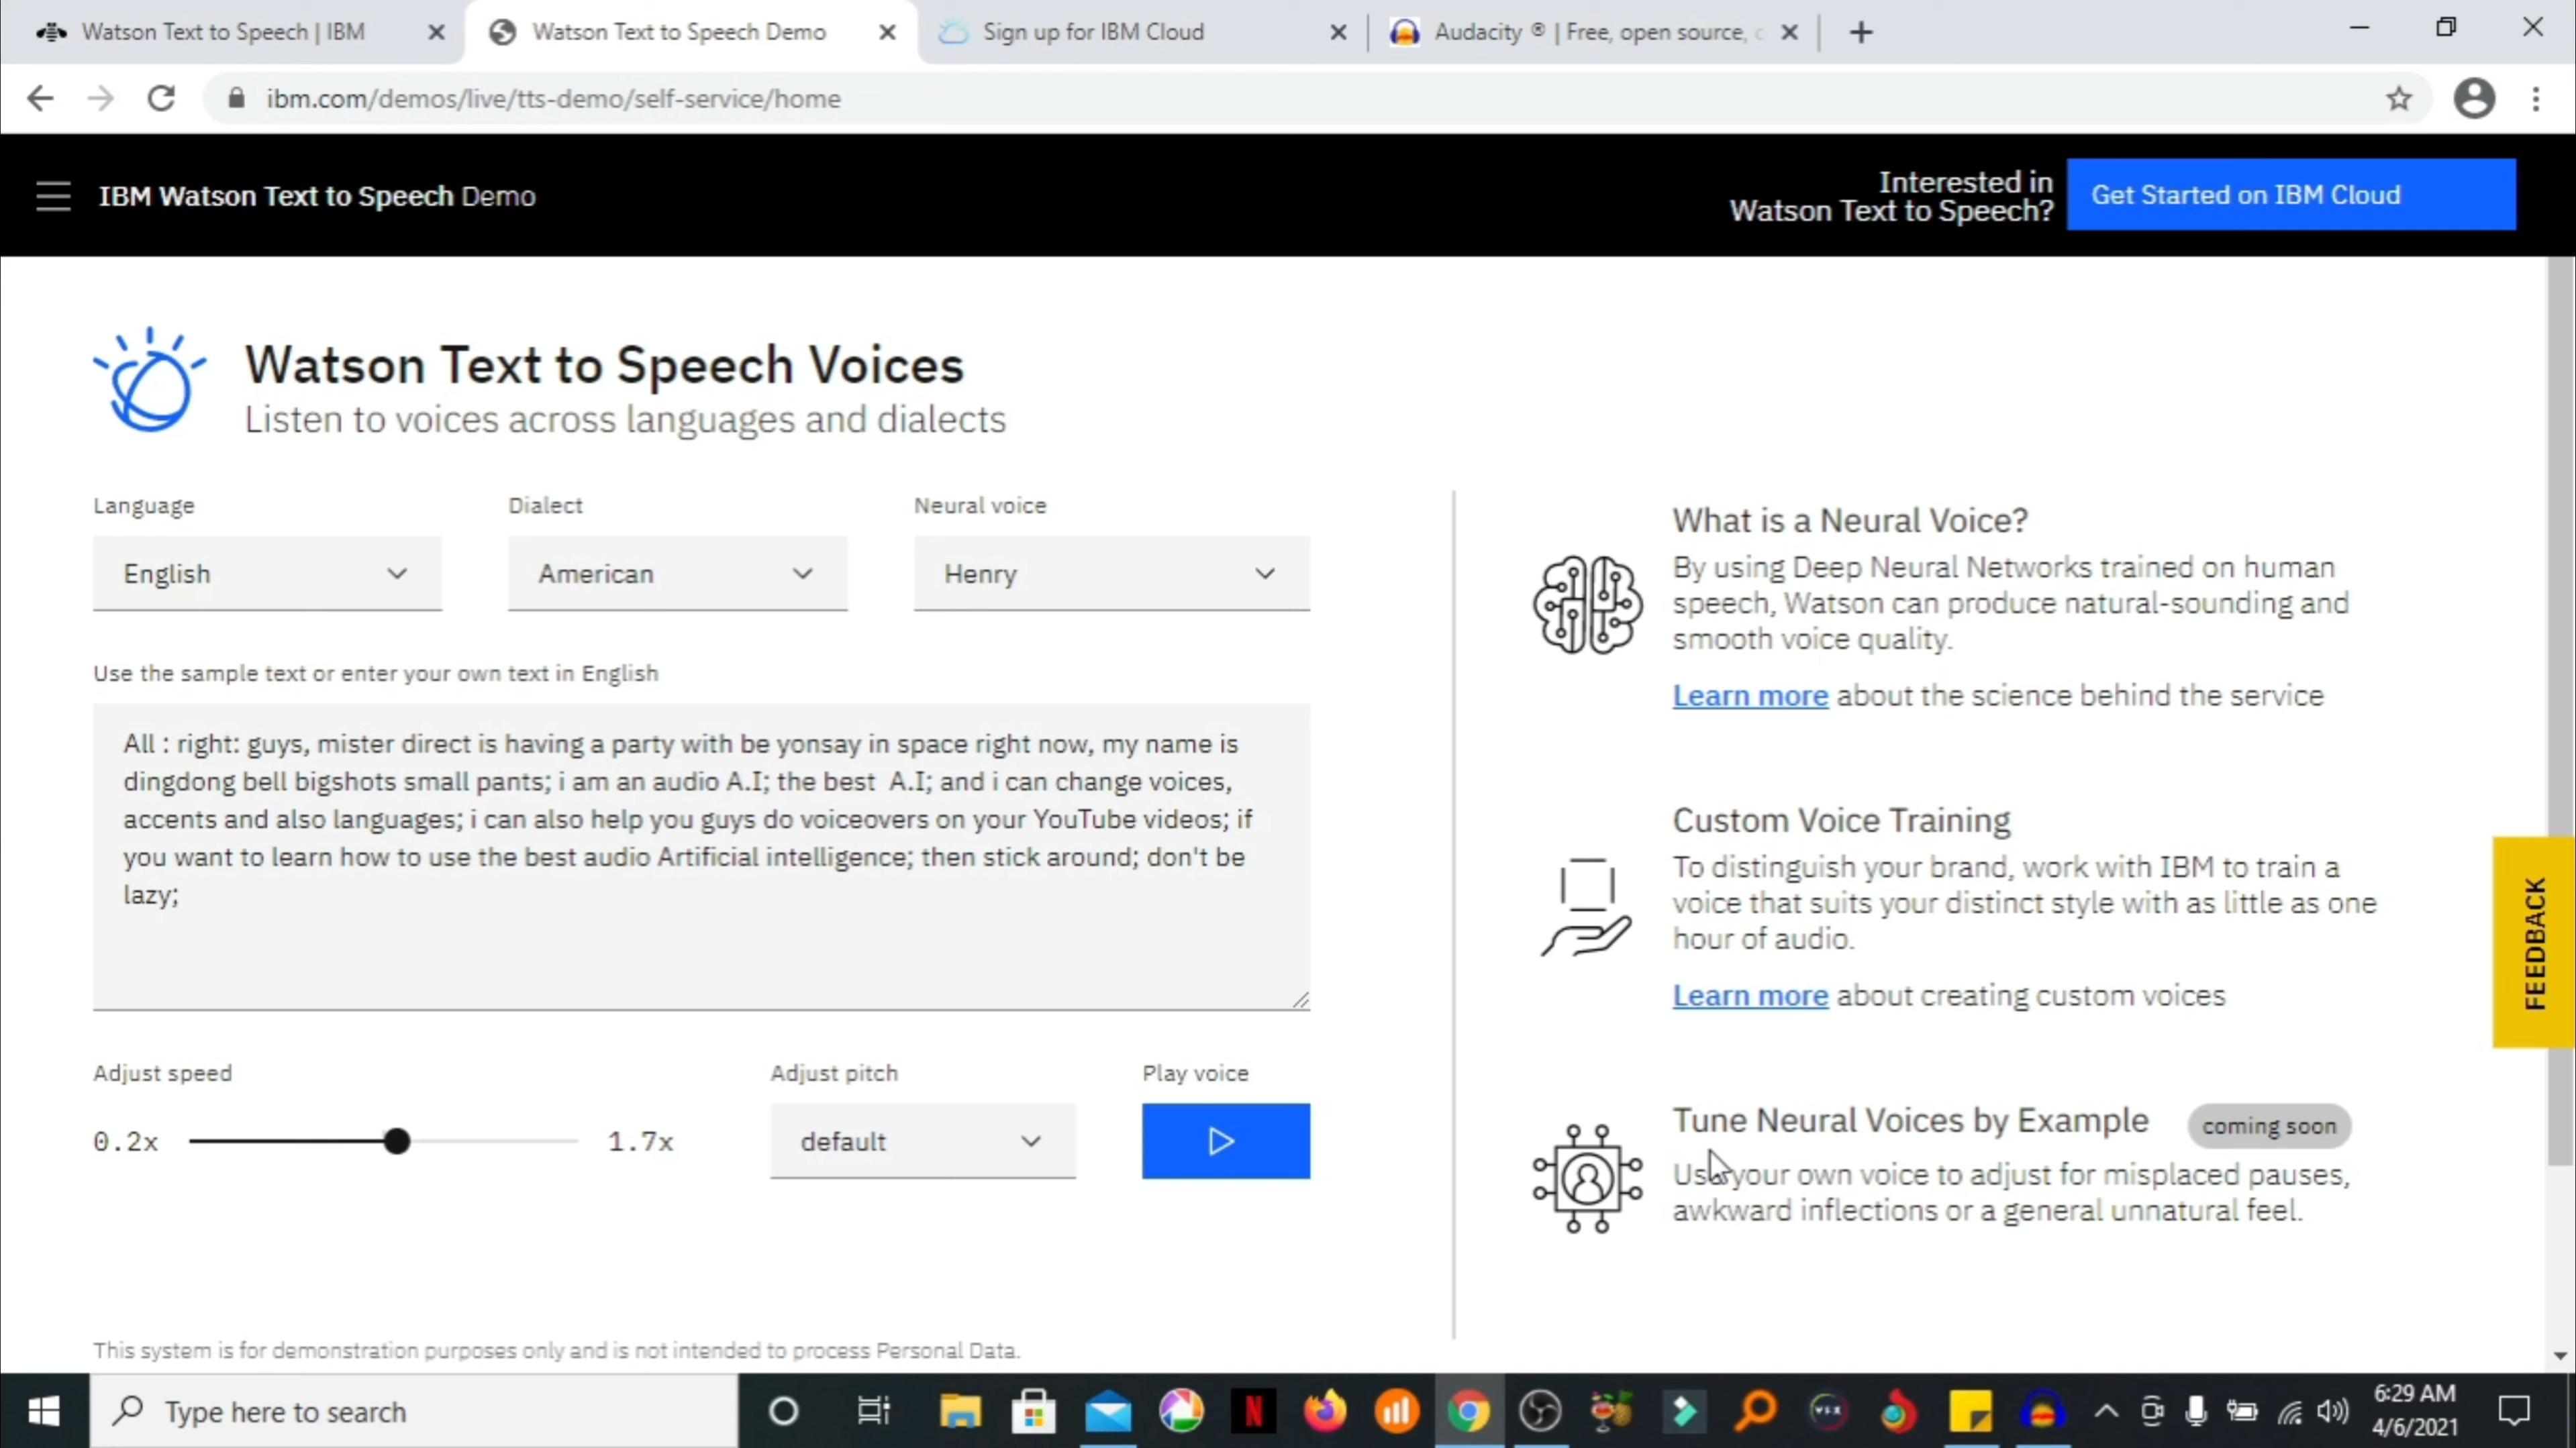 Watson Text to Speech | IBM
Watson Text to Speech Demo
Sign up for IBM Cloud
Audacity ® | Free, open source,
ibm.com/demos/live/tts-demo/self-service/home
IBM Watson Text to Speech Demo
Interested in
Watson Text to Speech?
Get Started on IBM Cloud
Watson Text to Speech Voices
Listen to voices across languages and dialects
Language
Dialect
Neural voice
English
American
Henry
Use the sample text or enter your own text in English
All : right: guys, mister direct is having a party with be yonsay in space right now, my name is
dingdong bell bigshots small pants; i am an audio A.I; the best  A.I; and i can change voices,
accents and also languages; i can also help you guys do voiceovers on your YouTube videos; if
you want to learn how to use the best audio Artificial intelligence; then stick around; don't be
lazy;
Adjust speed
Adjust pitch
Play voice
0.2x
1.7x
default
What is a Neural Voice?
By using Deep Neural Networks trained on human
speech, Watson can produce natural-sounding and
smooth voice quality.
Learn more about the science behind the service
Custom Voice Training
To distinguish your brand, work with IBM to train a
voice that suits your distinct style with as little as one
hour of audio.
Learn more about creating custom voices
Tune Neural Voices by Example
coming soon
Use your own voice to adjust for misplaced pauses,
awkward inflections or a general unnatural feel.
FEEDBACK
This system is for demonstration purposes only and is not intended to process Personal Data.
Type here to search
N
VFX
6:29 AM
4/6/2021